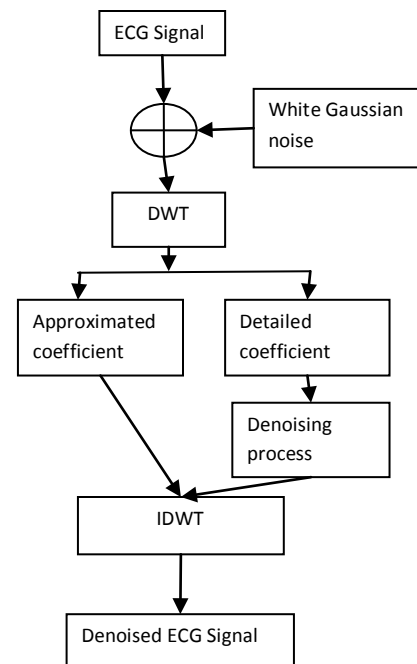 ECG Signal
White Gaussian
noise
DWT
Approximated
coefficient
Detailed
coefficient
Denoising
process
IDWT
Denoised ECG Signal